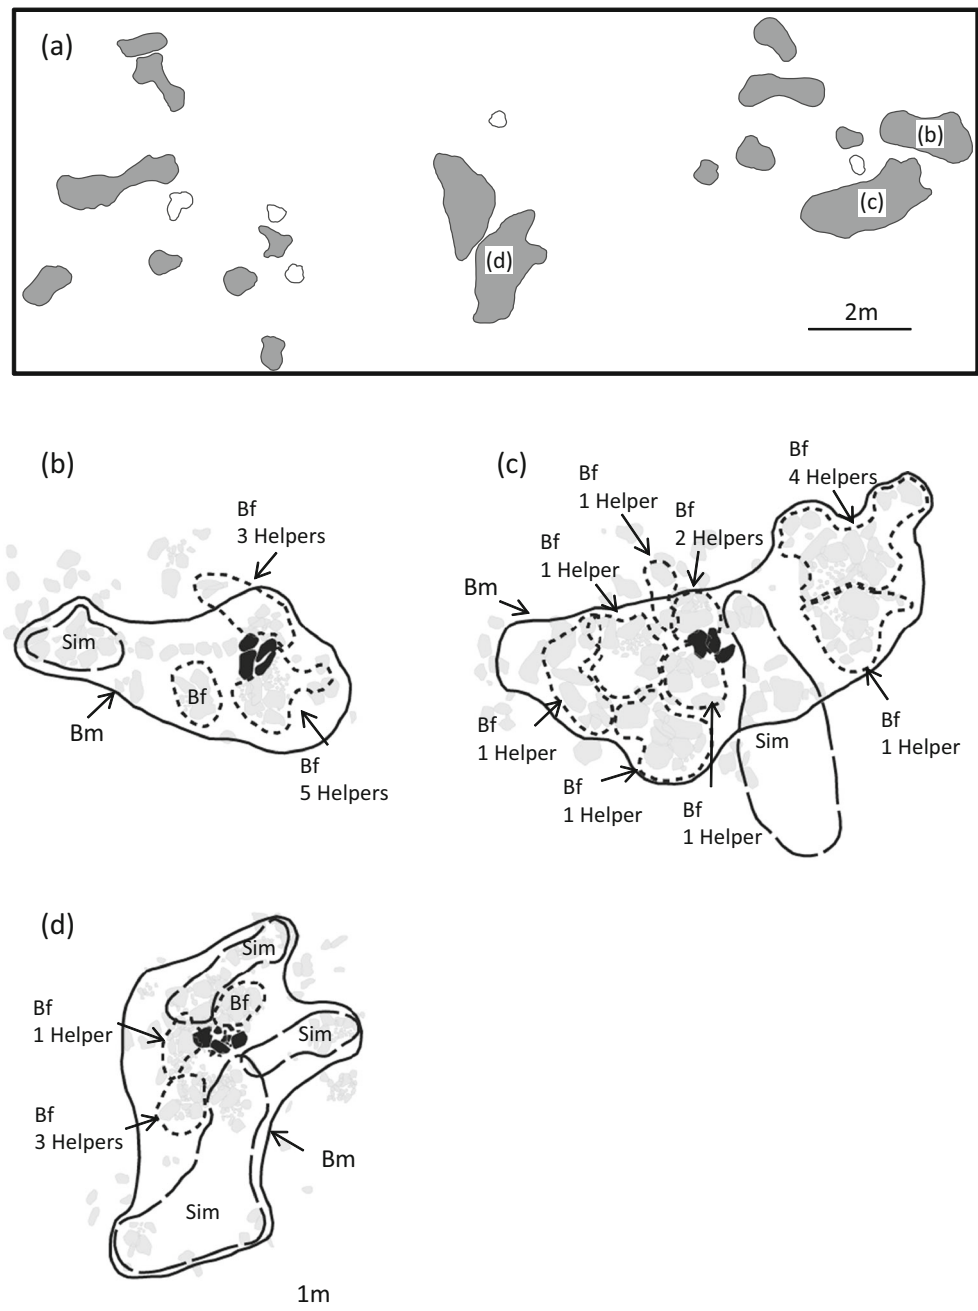 (a)
(b)
(c)
(d)
2m
(b)
Bf
3 Helpers
Sim
Bf
Bm
Bf
5 Helpers
(c)
Bf
1 Helper
Bf
4 Helpers
Bf
2 Helpers
Bf
1 Helper
Bm
Bf
1 Helper
Sim
Bf
1 Helper
Bf
1 Helper
Bf
1 Helper
(d)
Sim
Bf
Bf
1 Helper
Sim
Bf
3 Helpers
Bm
Sim
1m